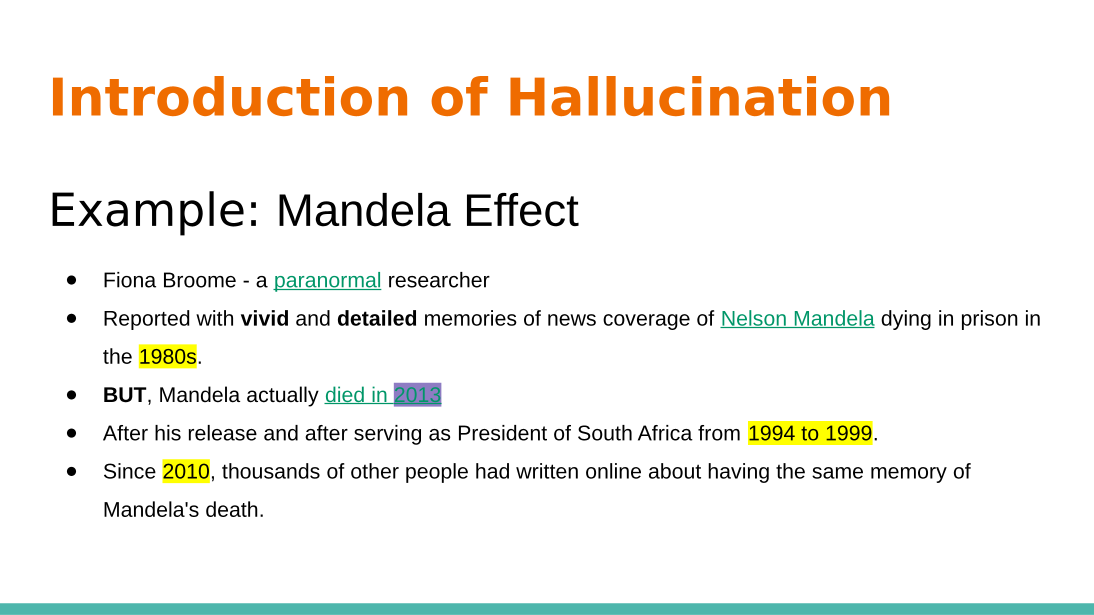 Introduction of Hallucination
Example: Mandela Effect
● Fiona Broome - a paranormal researcher
● Reported with vivid and detailed memories of news coverage of Nelson Mandela dying in prison in
the 1980s.
● BUT, Mandela actually died in 2013
● After his release and after serving as President of South Africa from 1994 to 1999.
● Since 2010, thousands of other people had written online about having the same memory of
Mandela's death.